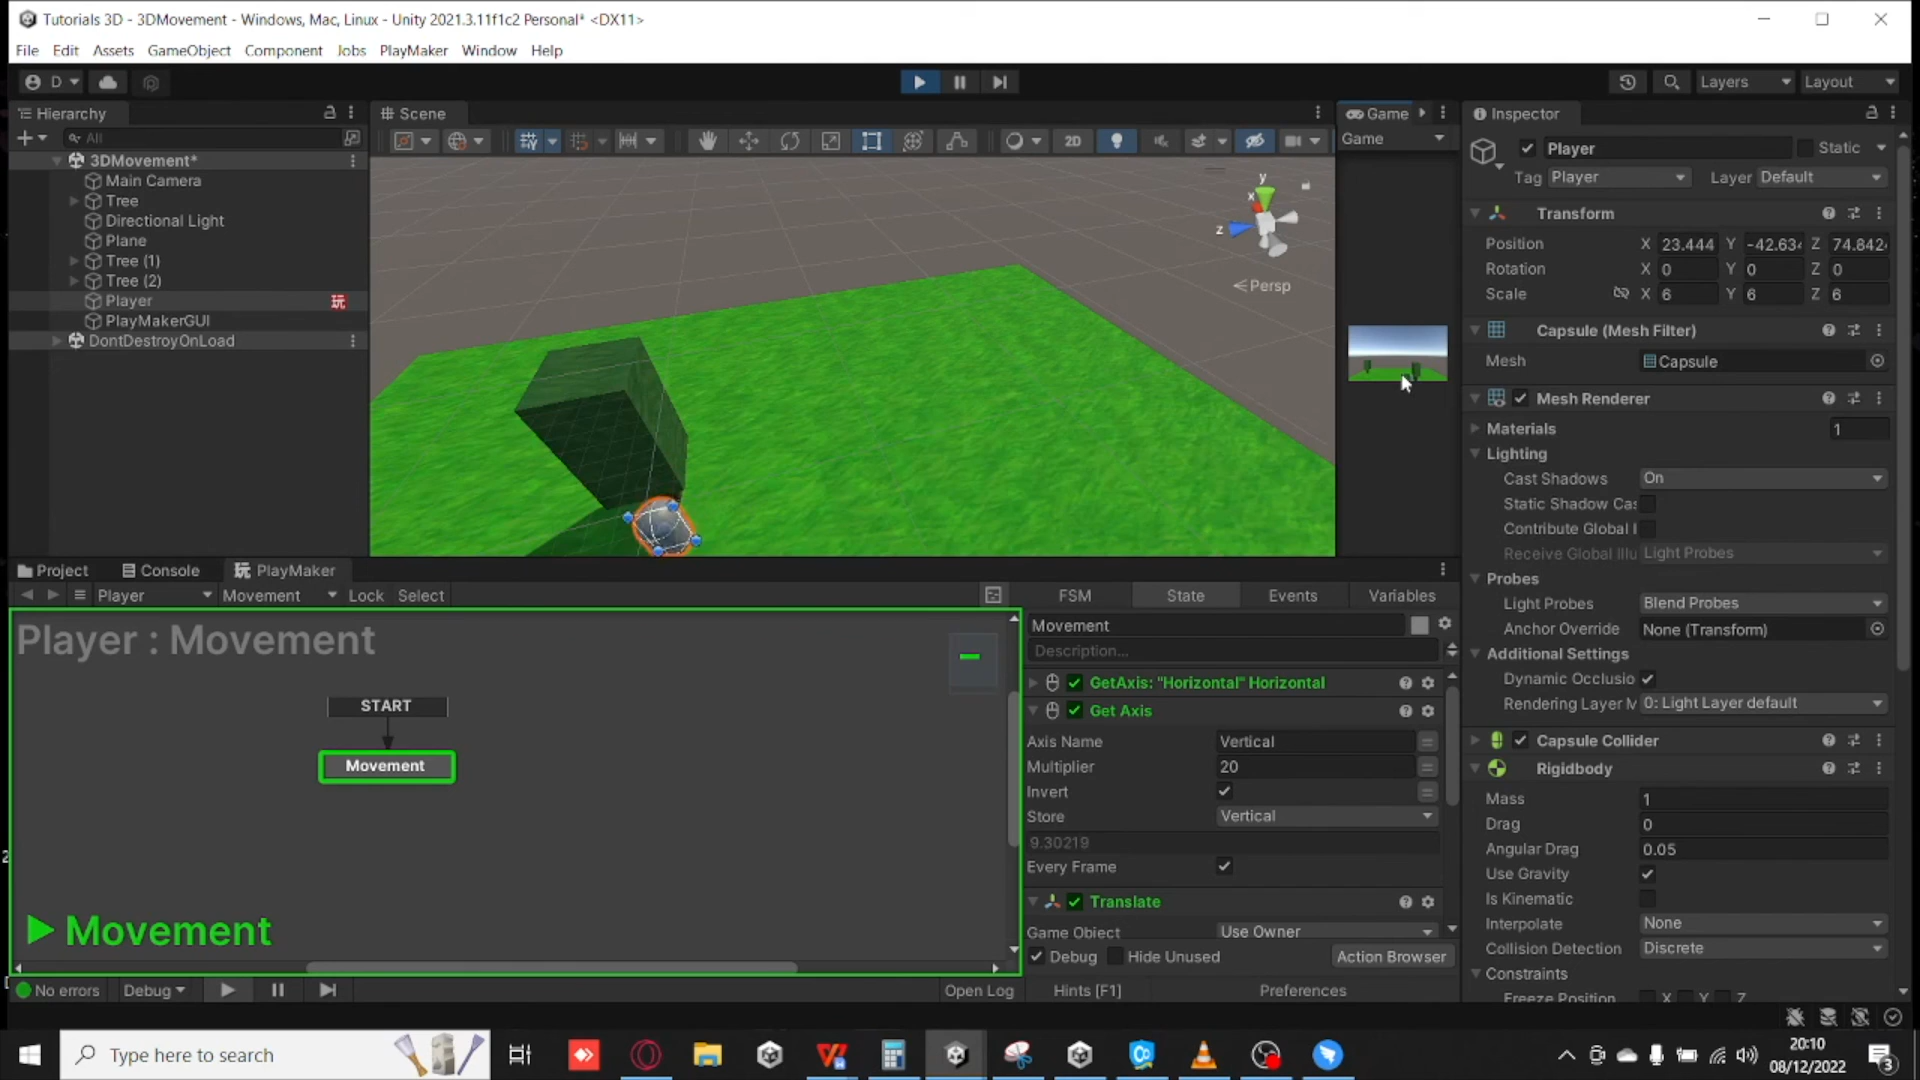 Tutorials 3D - 3DMovement - Windows, Mac, Linux - Unity 2021.3.11f1c2 Personal* <DX11>
File Edit Assets GameObject Component Jobs PlayMaker Window Help
D Layers Layout
Hierarchy
All
3DMovement*
Main Camera
Tree
Directional Light
Plane
Tree (1)
Tree (2)
Player 玩
PlayMakerGUI
DontDestroyOnLoad
Scene
2D
y
x
z
Persp
Game
Game
Inspector
Player Static
Tag Player Layer Default
Transform
Position X 23.444 Y -42.634 Z 74.842
Rotation X 0 Y 0 Z 0
Scale X 6 Y 6 Z 6
Capsule (Mesh Filter)
Mesh Capsule
Mesh Renderer
Materials 1
Lighting
Cast Shadows On
Static Shadow Cas
Contribute Global I
Receive Global Illu Light Probes
Probes
Light Probes Blend Probes
Anchor Override None (Transform)
Additional Settings
Dynamic Occlusio
Rendering Layer M 0: Light Layer default
Capsule Collider
Rigidbody
Mass 1
Drag 0
Angular Drag 0.05
Use Gravity
Is Kinematic
Interpolate None
Collision Detection Discrete
Constraints
Freeze Position X Y Z
Project Console 玩 PlayMaker
Player Movement Lock Select
Player : Movement
START
Movement
Movement
FSM State Events Variables
Movement
Description...
GetAxis: "Horizontal" Horizontal
Get Axis
Axis Name Vertical
Multiplier 20
Invert
Store Vertical
9.30219
Every Frame
Translate
Game Object Use Owner
Debug Hide Unused Action Browser
No errors Debug Open Log Hints [F1] Preferences
Type here to search
20:10
08/12/2022
3